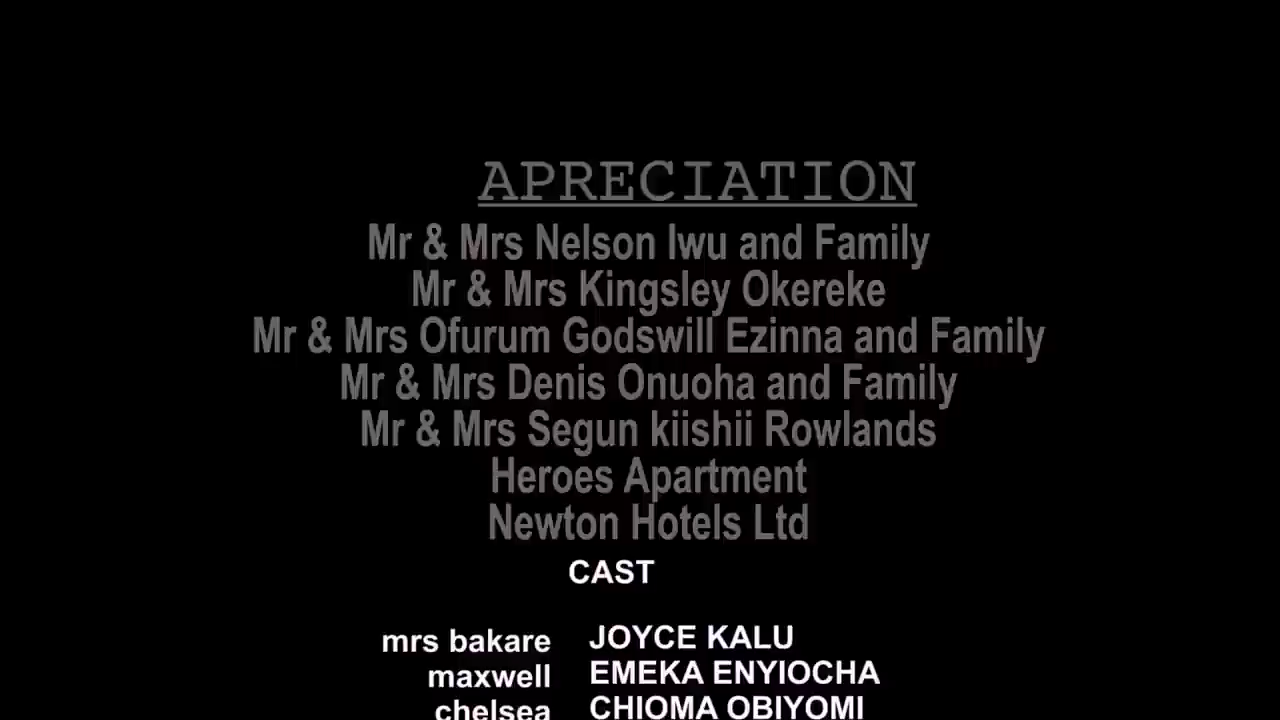 APRECIATION
Mr & Mrs Nelson Iwu and Family
Mr & Mrs Kingsley Okereke
Mr & Mrs Ofurum Godswill Ezinna and Family
Mr & Mrs Denis Onuoha and Family
Mr & Mrs Segun kiishii Rowlands
Heroes Apartment
Newton Hotels Ltd
CAST
mrs bakare JOYCE KALU
maxwell EMEKA ENYIOCHA
chelsea CHIOMA OBIYOMI